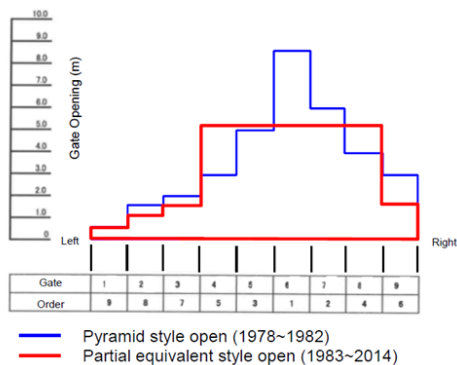 10.0
9.0
8.0
7.0
6.0
5.0
4.0
3.0
2.0
1.0
0
Gate Opening (m)
Left
Right
Gate 1 2 3 4 5 6 7 8 9
Order 9 8 7 5 3 1 2 4 6
Pyramid style open (1978~1982)
Partial equivalent style open (1983~2014)